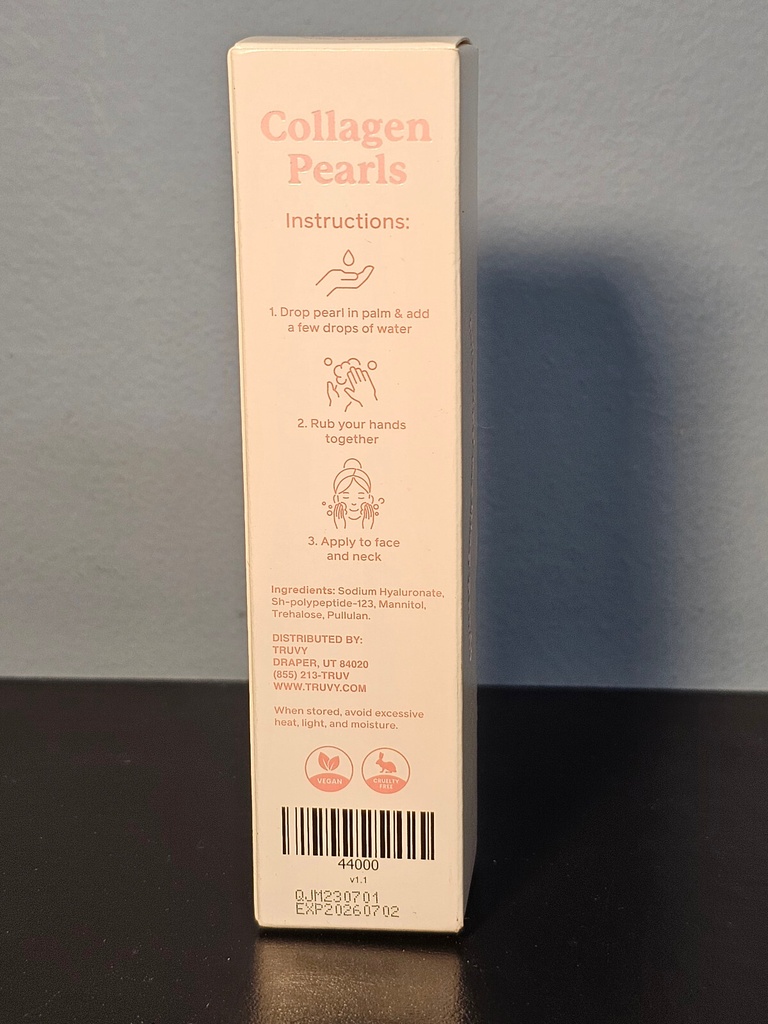 Collagen
Pearls
Instructions:
1. Drop pearl in palm & add
a few drops of water
2. Rub your hands
together
3. Apply to face
and neck
Ingredients: Sodium Hyaluronate,
Sh-polypeptide-123, Mannitol,
Trehalose, Pullulan.
DISTRIBUTED BY:
TRUVY
DRAPER, UT 84020
(855) 213-TRUV
WWW.TRUVY.COM
When stored, avoid excessive
heat, light, and moisture.
VEGAN
CRUELTY
FREE
44000
v1.1
QJM230701
EXP20260702